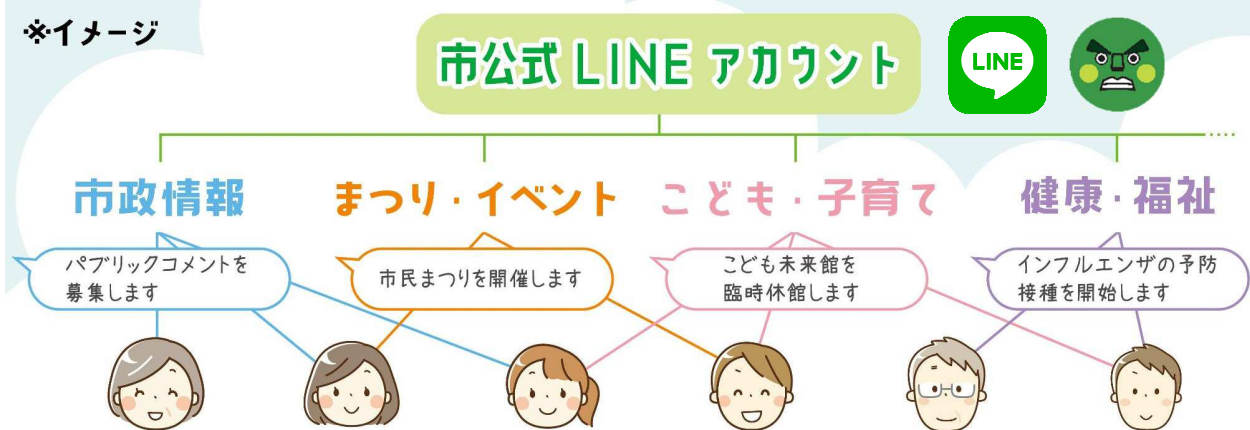 ※イメージ
市公式 LINE アカウント
LINE
市政情報
まつり・イベント
こども・子育て
健康・福祉
パブリックコメントを
募集します
市民まつりを開催します
こども未来館を
臨時休館します
インフルエンザの予防
接種を開始します